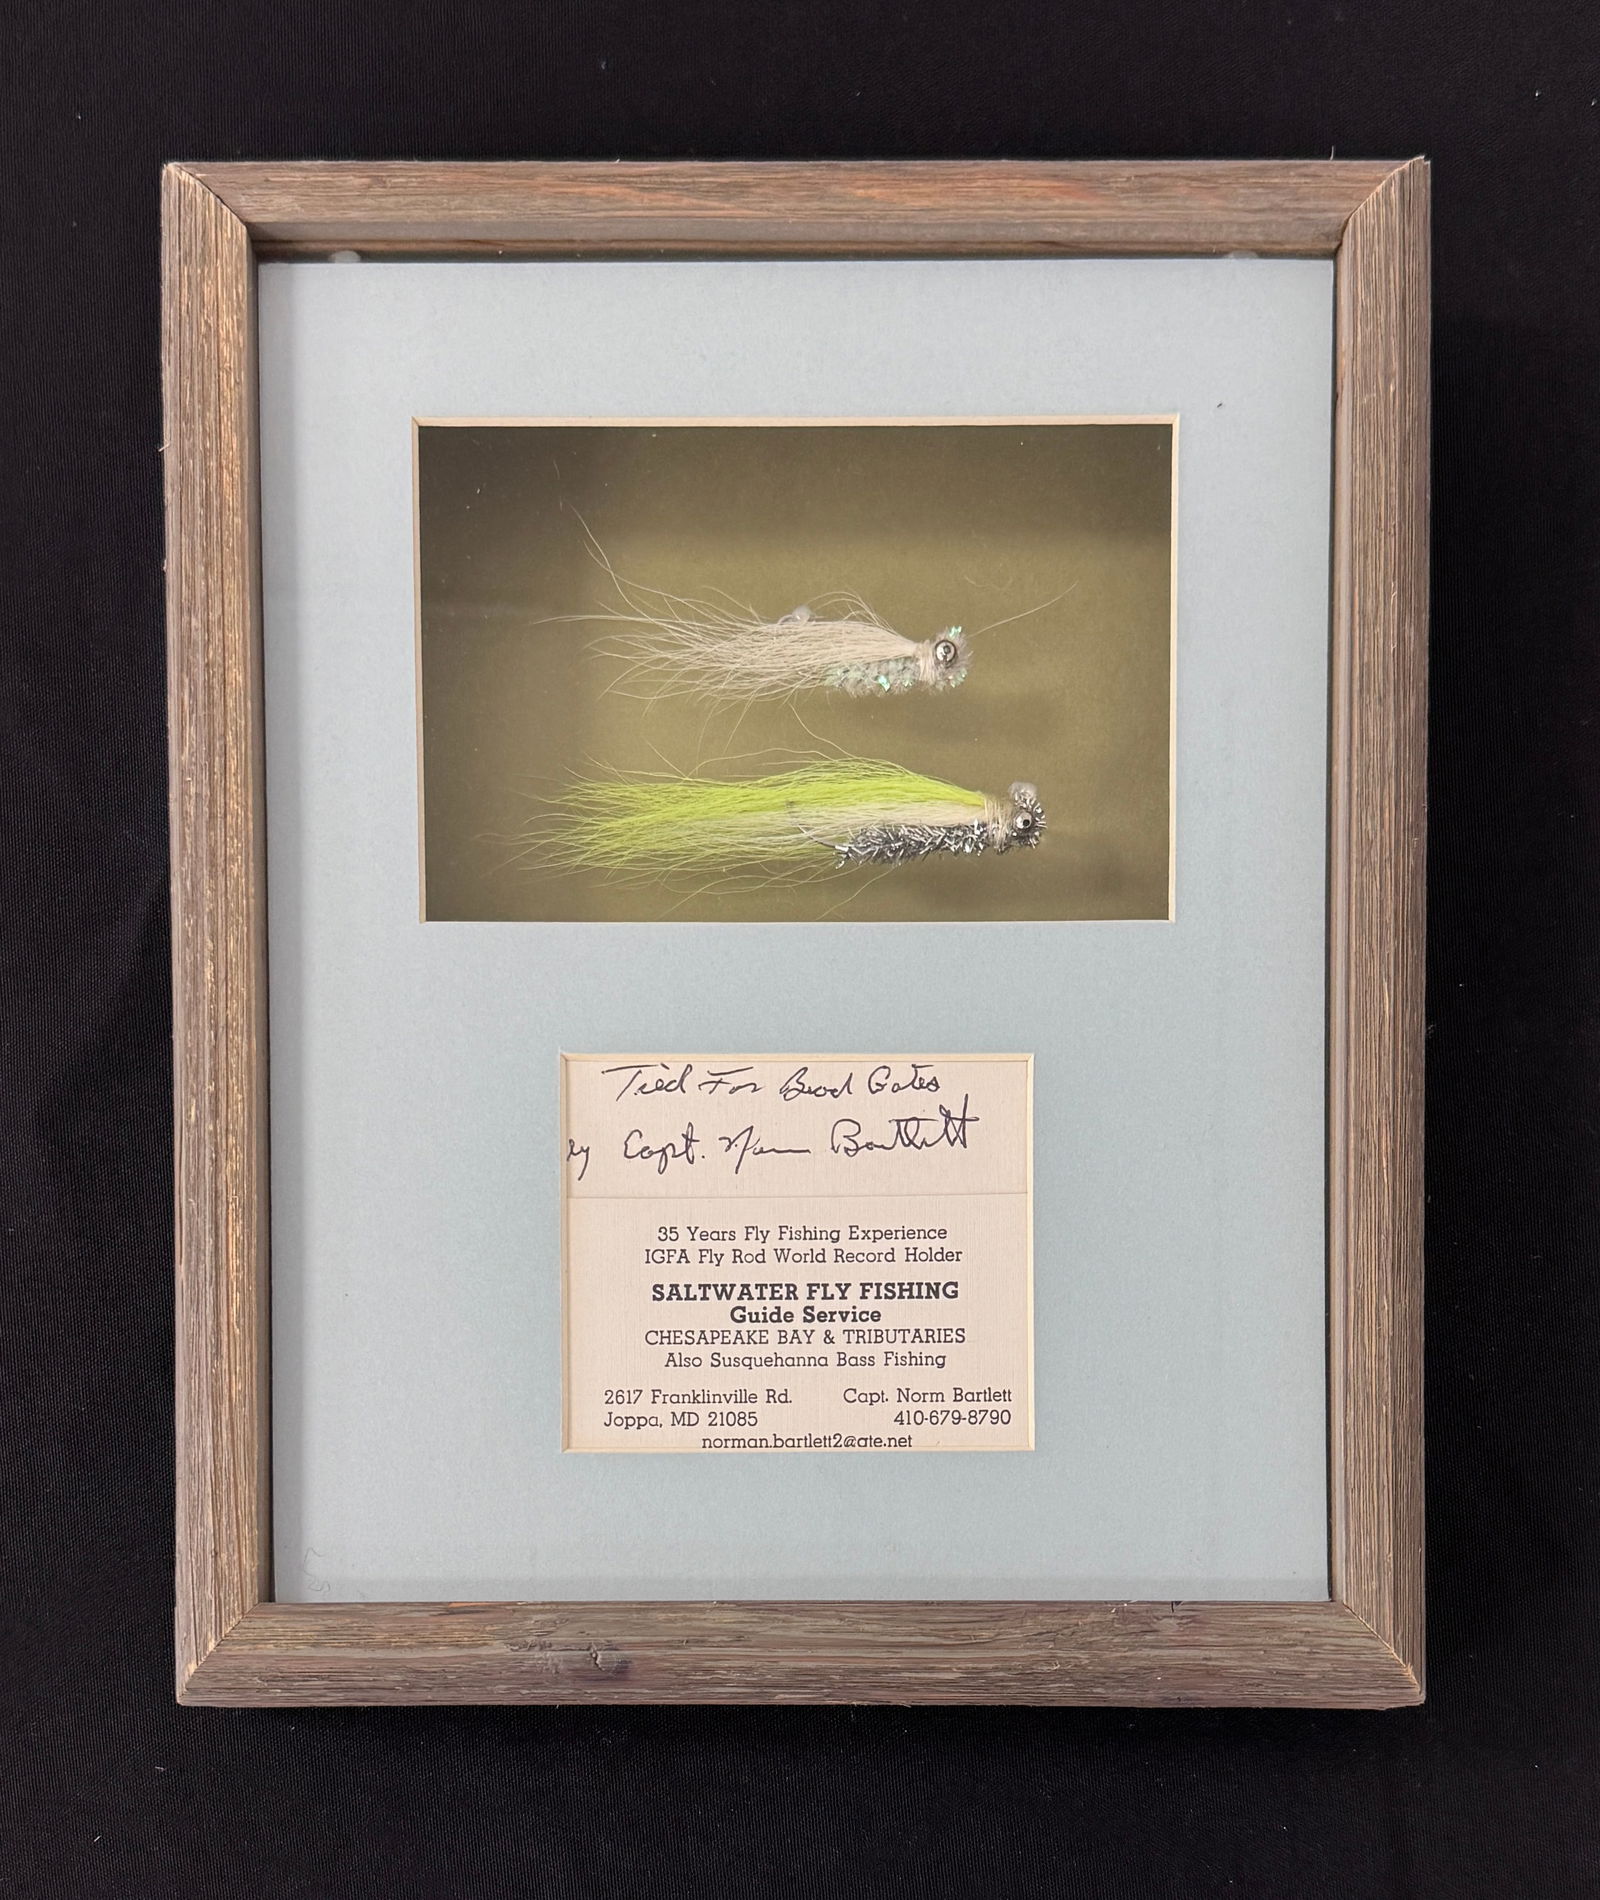 Tied For Brad Gates
by Capt. Norm Bartlett
35 Years Fly Fishing Experience
IGFA Fly Rod World Record Holder
SALTWATER FLY FISHING
Guide Service
CHESAPEAKE BAY & TRIBUTARIES
Also Susquehanna Bass Fishing
2617 Franklinville Rd. Capt. Norm Bartlett
Joppa, MD 21085 410-679-8790
norman.bartlett2@gte.net